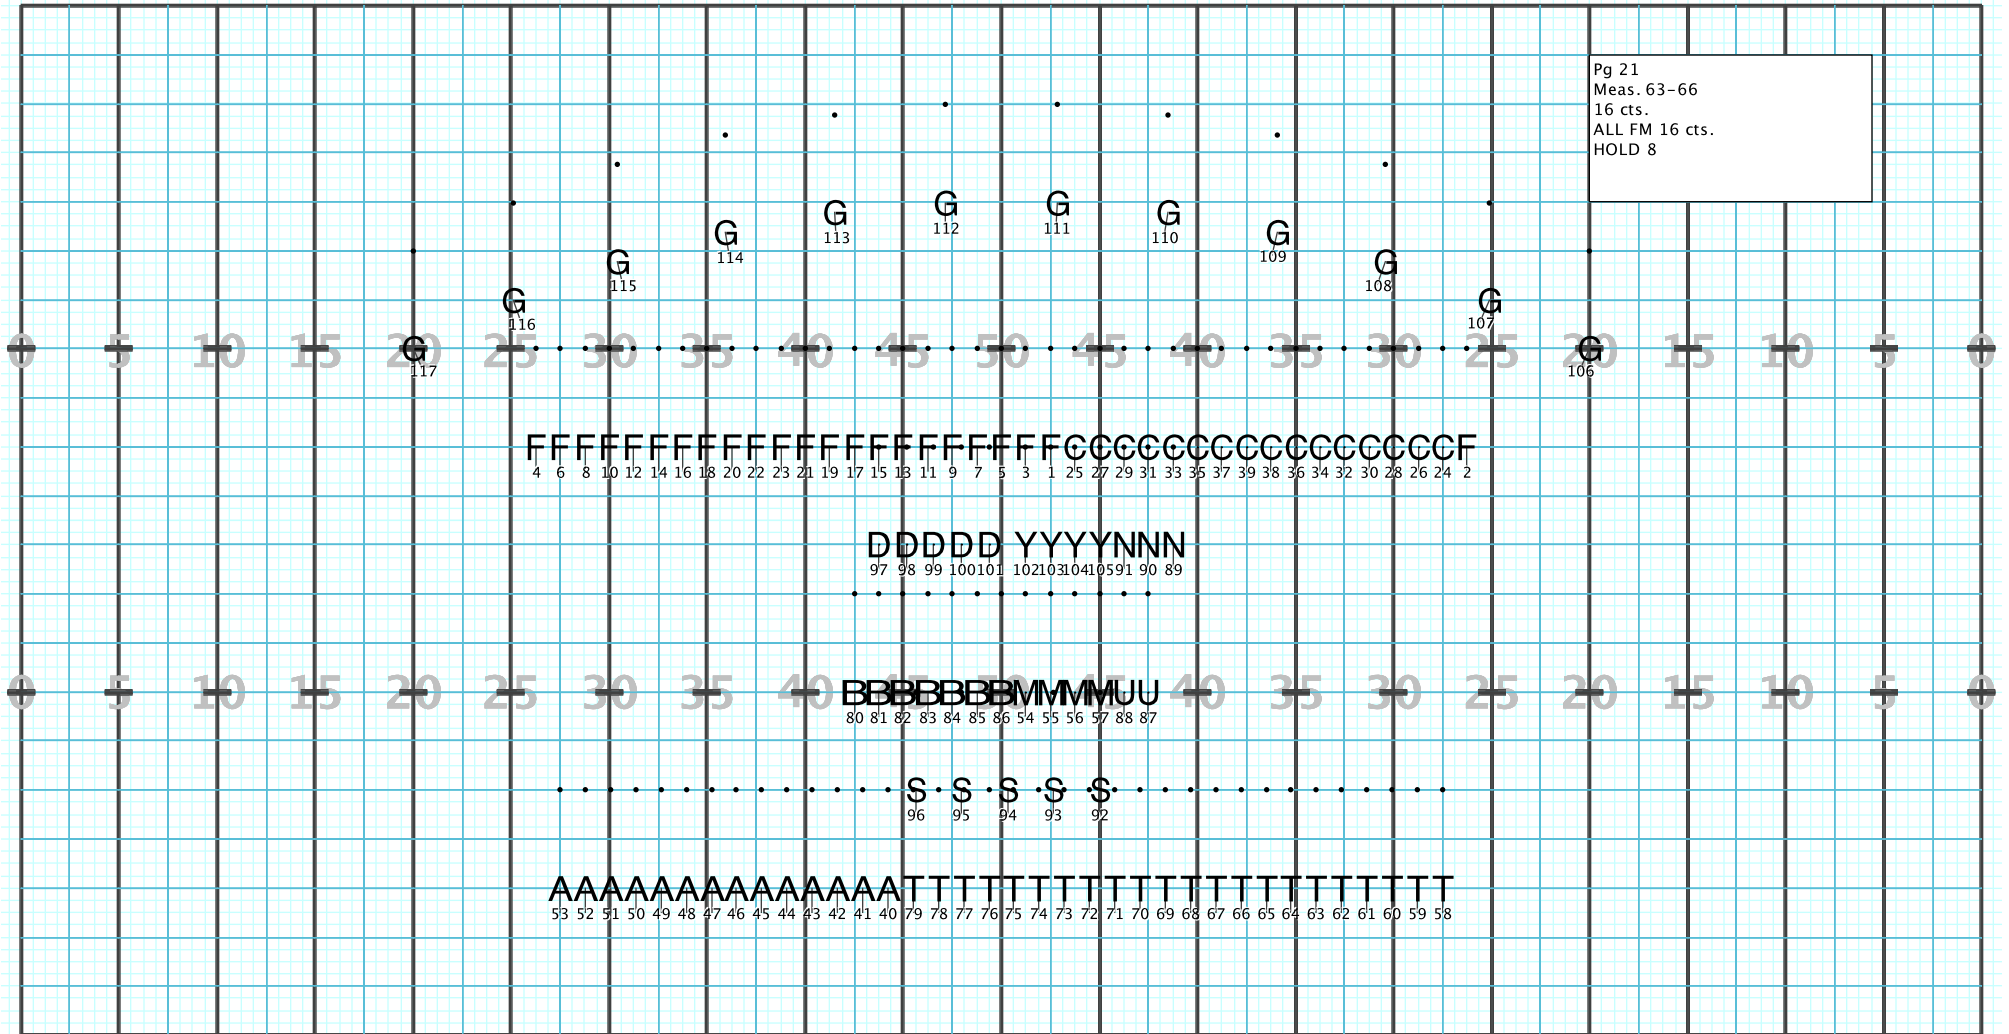 Pg 21
Meas. 63-66
16 cts.
ALL FM 16 cts.
HOLD 8
G G
112 111
G G
113 110
G G
114 109
G G
115 108
G G
116 107
0 5 10 15 20 25 30 35 40 45 50 45 40 35 30 25 20 15 10 5 0
G G
117 106
F F F F F F F F F F F F F F F F F F F F F F C C C C C C C C C C C C C C C C F
4 6 8 10 12 14 16 18 20 22 23 21 19 17 15 13 11 9 7 5 3 1 25 27 29 31 33 35 37 39 38 36 34 32 30 28 26 24 2
D D D D D Y Y Y Y N N N
97 98 99 100 101 102 103 104 105 91 90 89
0 5 10 15 20 25 30 35 40 45 50 45 40 35 30 25 20 15 10 5 0
B B B B B B B M M M M U U
80 81 82 83 84 85 86 54 55 56 57 88 87
S S S S S
96 95 94 93 92
A A A A A A A A A A A A A A T T T T T T T T T T T T T T T T T T T T T T
53 52 51 50 49 48 47 46 45 44 43 42 41 40 79 78 77 76 75 74 73 72 71 70 69 68 67 66 65 64 63 62 61 60 59 58